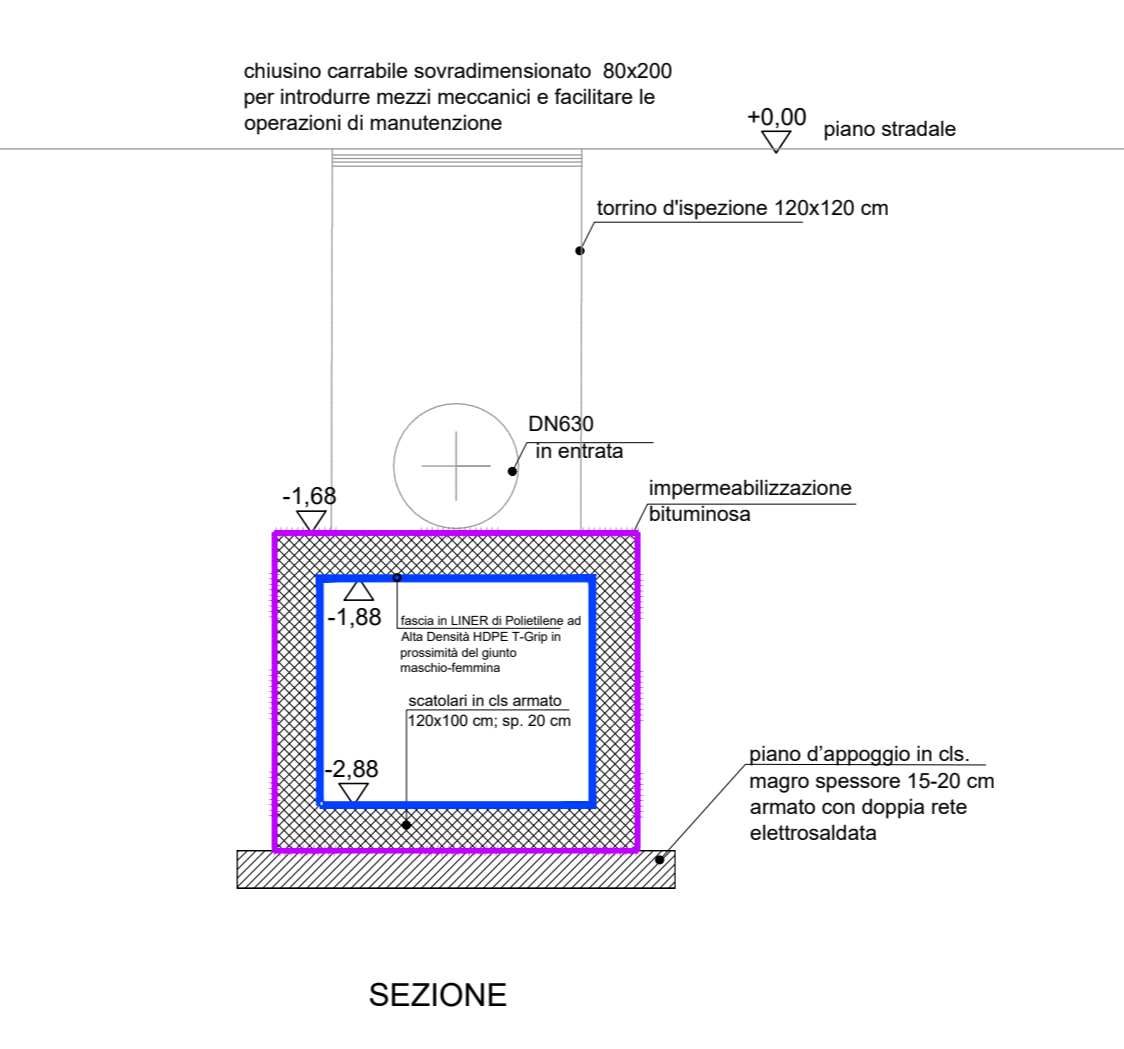 chiusino carrabile sovradimensionato  80x200
per introdurre mezzi meccanici e facilitare le
operazioni di manutenzione
+0,00
piano stradale
torrino d'ispezione 120x120 cm
DN630
in entrata
-1,68
impermeabilizzazione
bituminosa
-1,88
fascia in LINER di Polietilene ad
Alta Densità HDPE T-Grip in
prossimità del giunto
maschio-femmina
scatolari in cls armato
120x100 cm; sp. 20 cm
-2,88
piano d’appoggio in cls.
magro spessore 15-20 cm
armato con doppia rete
elettrosaldata
SEZIONE